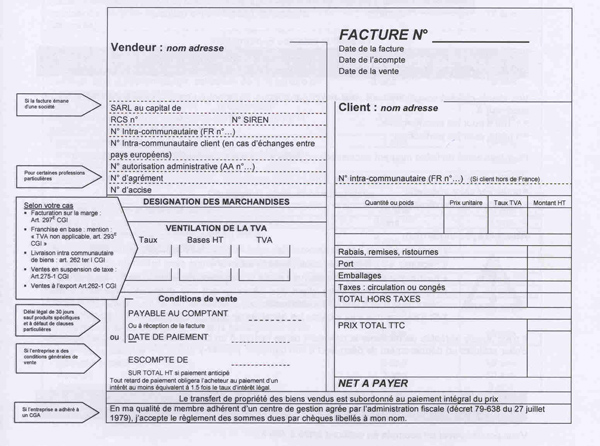 FACTURE N°
Vendeur : nom adresse
Date de la facture
Date de l'acompte
Date de la vente
Si la facture émane
d'une société
SARL au capital de
RCS n° N° SIREN
N° Intra-communautaire (FR n°…)
N° Intra-communautaire client (en cas d'échanges entre
pays européens)
N° autorisation administrative (AA n°…)
N° d'agrément
N° d'accise
Pour certaines professions
particulières
Client : nom adresse
N° intra-communautaire (FR n°…) (Si client hors de France)
DESIGNATION DES MARCHANDISES
Quantité ou poids Prix unitaire Taux TVA Montant HT
Selon votre cas
• Facturation sur la marge :
Art. 297E CGI
• Franchise en base : mention :
« TVA non applicable, art. 293E
CGI »
• Livraison intra communautaire
de biens : art. 262 ter I CGI
• Ventes en suspension de taxe :
Art.275-1 CGI
• Ventes à l'export Art.262-1 CGI
VENTILATION DE LA TVA
Taux Bases HT TVA
Rabais, remises, ristournes
Port
Emballages
Taxes : circulation ou congés
TOTAL HORS TAXES
PRIX TOTAL TTC
NET A PAYER
Délai légal de 30 jours
sauf produits spécifiques et
à défaut de clauses
particulières
Conditions de vente
PAYABLE AU COMPTANT
Ou à réception de la facture
ou DATE DE PAIEMENT
Si l'entreprise a des
conditions générales de
vente
ESCOMPTE DE
SUR TOTAL HT si paiement anticipé
Tout retard de paiement obligera l'acheteur au paiement d'un
intérêt au moins équivalent à 1.5 fois le taux d'intérêt légal.
Le transfert de propriété des biens vendus est subordonné au paiement intégral du prix
Si l'entreprise a adhéré à
un CGA
En ma qualité de membre adhérent d'un centre de gestion agrée par l'administration fiscale (décret 79-638 du 27 juillet
1979), j'accepte le règlement des sommes dues par chèques libellés à mon nom.